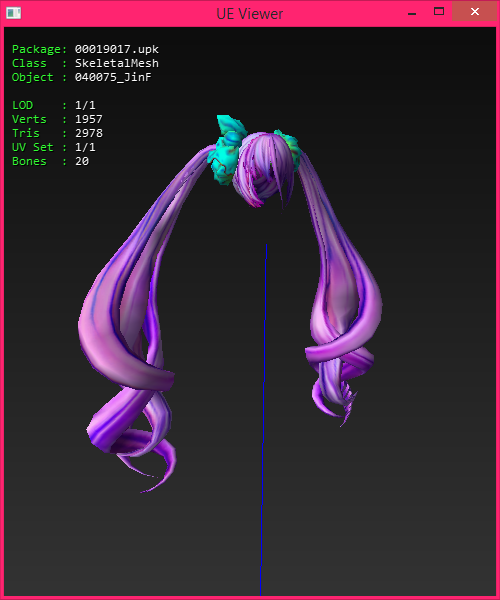 UE Viewer
Package: 00019017.upk
Class : SkeletalMesh
Object : 040075_JinF
LOD : 1/1
Verts : 1957
Tris : 2978
UV Set : 1/1
Bones : 20